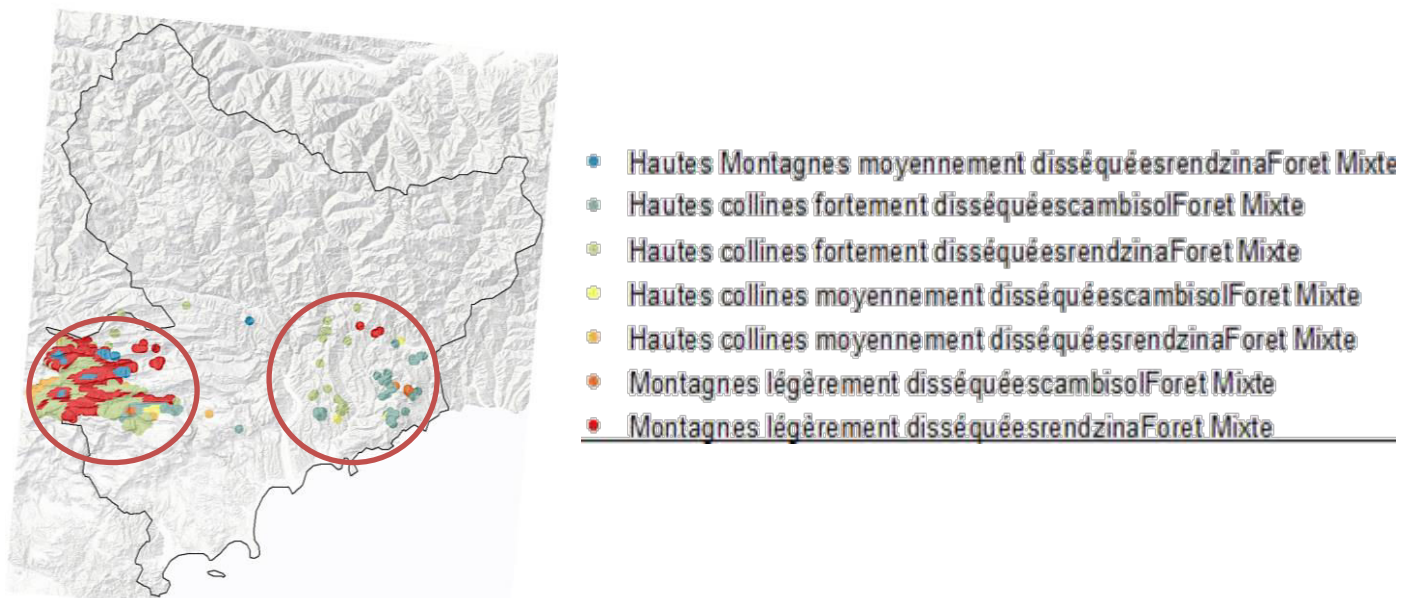 Hautes Montagnes moyennement disséquéesrendzinaForet Mixte
Hautes collines fortement disséquéescambisolForet Mixte
Hautes collines fortement disséquéesrendzinaForet Mixte
Hautes collines moyennement disséquéescambisolForet Mixte
Hautes collines moyennement disséquéesrendzinaForet Mixte
Montagnes légèrement disséquéescambisolForet Mixte
Montagnes légèrement disséquéesrendzinaForet Mixte